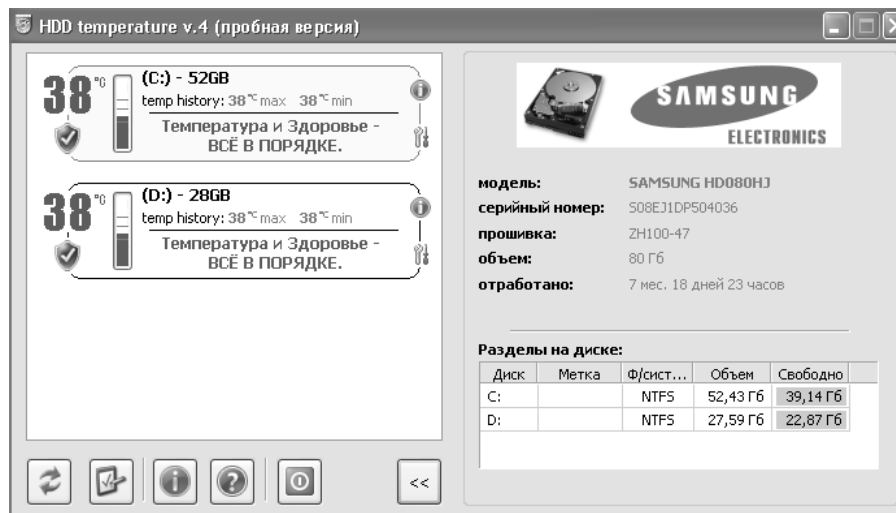 HDD temperature v.4 (пробная версия)
38°C
(C:) - 52GB
temp history: 38°C max 38°C min
Температура и Здоровье -
ВСЁ В ПОРЯДКЕ.
38°C
(D:) - 28GB
temp history: 38°C max 38°C min
Температура и Здоровье -
ВСЁ В ПОРЯДКЕ.
<<
SAMSUNG
ELECTRONICS
модель: SAMSUNG HD080HJ
серийный номер: S08EJ1DP504036
прошивка: ZH100-47
объем: 80 Гб
отработано: 7 мес. 18 дней 23 часов
Разделы на диске:
Диск Метка Ф/сист... Объем Свободно
C: NTFS 52,43 Гб 39,14 Гб
D: NTFS 27,59 Гб 22,87 Гб